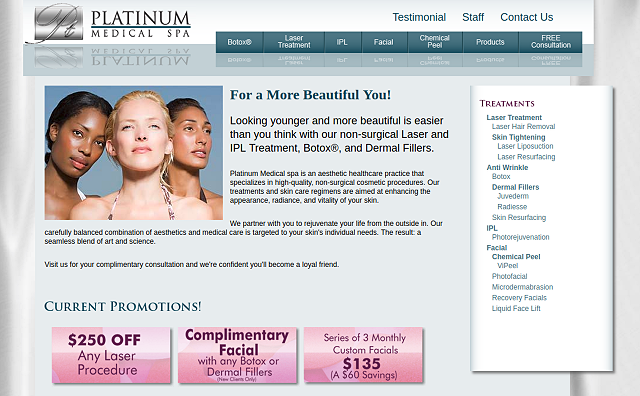 Pt PLATINUM
MEDICAL SPA
Testimonial Staff Contact Us
Botox® Laser Treatment IPL Facial Chemical Peel Products FREE Consultation
For a More Beautiful You!
Looking younger and more beautiful is easier
than you think with our non-surgical Laser and
IPL Treatment, Botox®, and Dermal Fillers.
Platinum Medical spa is an aesthetic healthcare practice that
specializes in high-quality, non-surgical cosmetic procedures. Our
treatments and skin care regimens are aimed at enhancing the
appearance, radiance, and vitality of your skin.
We partner with you to rejuvenate your life from the outside in. Our
carefully balanced combination of aesthetics and medical care is targeted to your skin's individual needs. The result: a
seamless blend of art and science.
Visit us for your complimentary consultation and we're confident you'll become a loyal friend.
Current Promotions!
$250 OFF
Any Laser
Procedure
Complimentary
Facial
with any Botox or
Dermal Fillers
(New Clients Only)
Series of 3 Monthly
Custom Facials
$135
(A $60 Savings)
Treatments
Laser Treatment
Laser Hair Removal
Skin Tightening
Laser Liposuction
Laser Resurfacing
Anti Wrinkle
Botox
Dermal Fillers
Juvederm
Radiesse
Skin Resurfacing
IPL
Photorejuvenation
Facial
Chemical Peel
ViPeel
Photofacial
Microdermabrasion
Recovery Facials
Liquid Face Lift